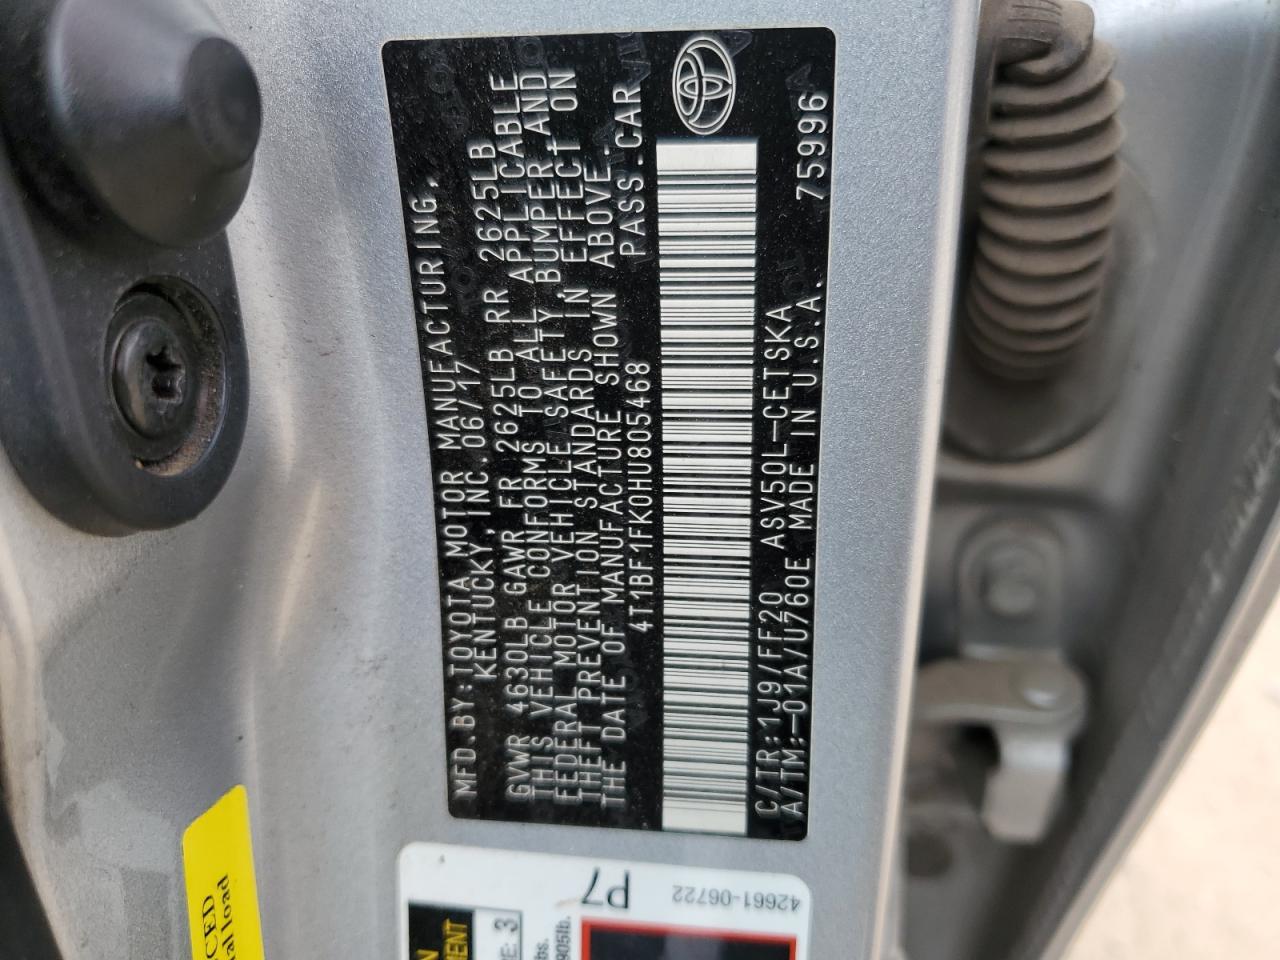 MFD.BY:TOYOTA MOTOR MANUFACTURING,
KENTUCKY, INC. 06/17
GVWR 4630LB GAWR FR 2625LB RR 2625LB
THIS VEHICLE CONFORMS TO ALL APPLICABLE
FEDERAL MOTOR VEHICLE SAFETY, BUMPER AND
THEFT PREVENTION STANDARDS IN EFFECT ON
THE DATE OF MANUFACTURE SHOWN ABOVE.
4T1BF1FK0HU805468 PASS.CAR
C/TR:1J9/FF20 ASV50L-CETSKA 75996
A/TM:-01A/U760E MADE IN U.S.A.
P7
42661-06722
3
905lb.
load